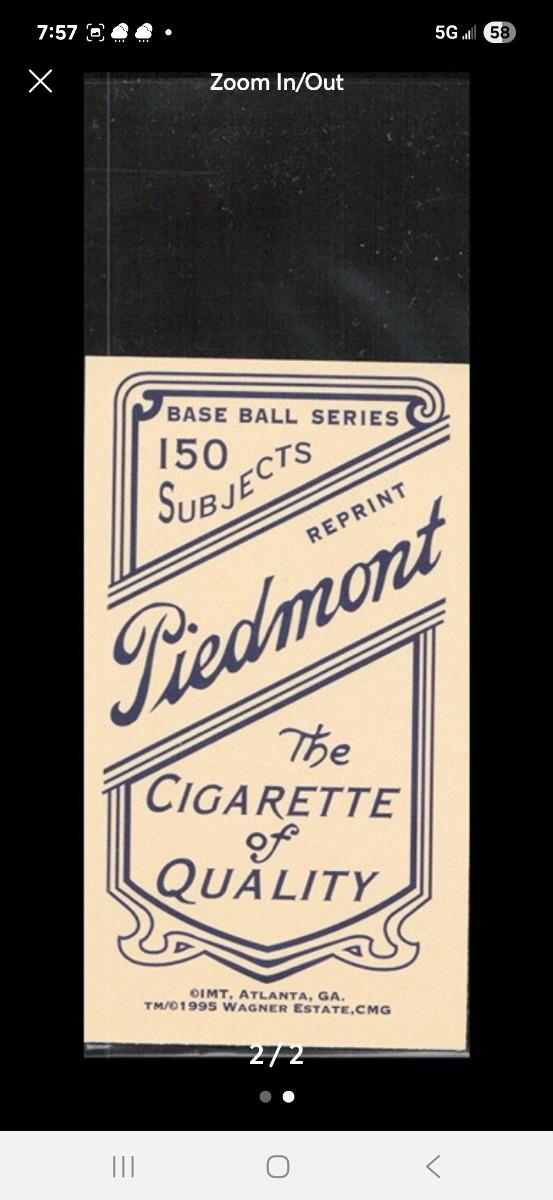 7:57
5G
58
Zoom In/Out
BASE BALL SERIES
150
SUBJECTS
REPRINT
Piedmont
The
CIGARETTE
of
QUALITY
©IMT, ATLANTA, GA.
TM/©1995 WAGNER ESTATE,CMG
2/2